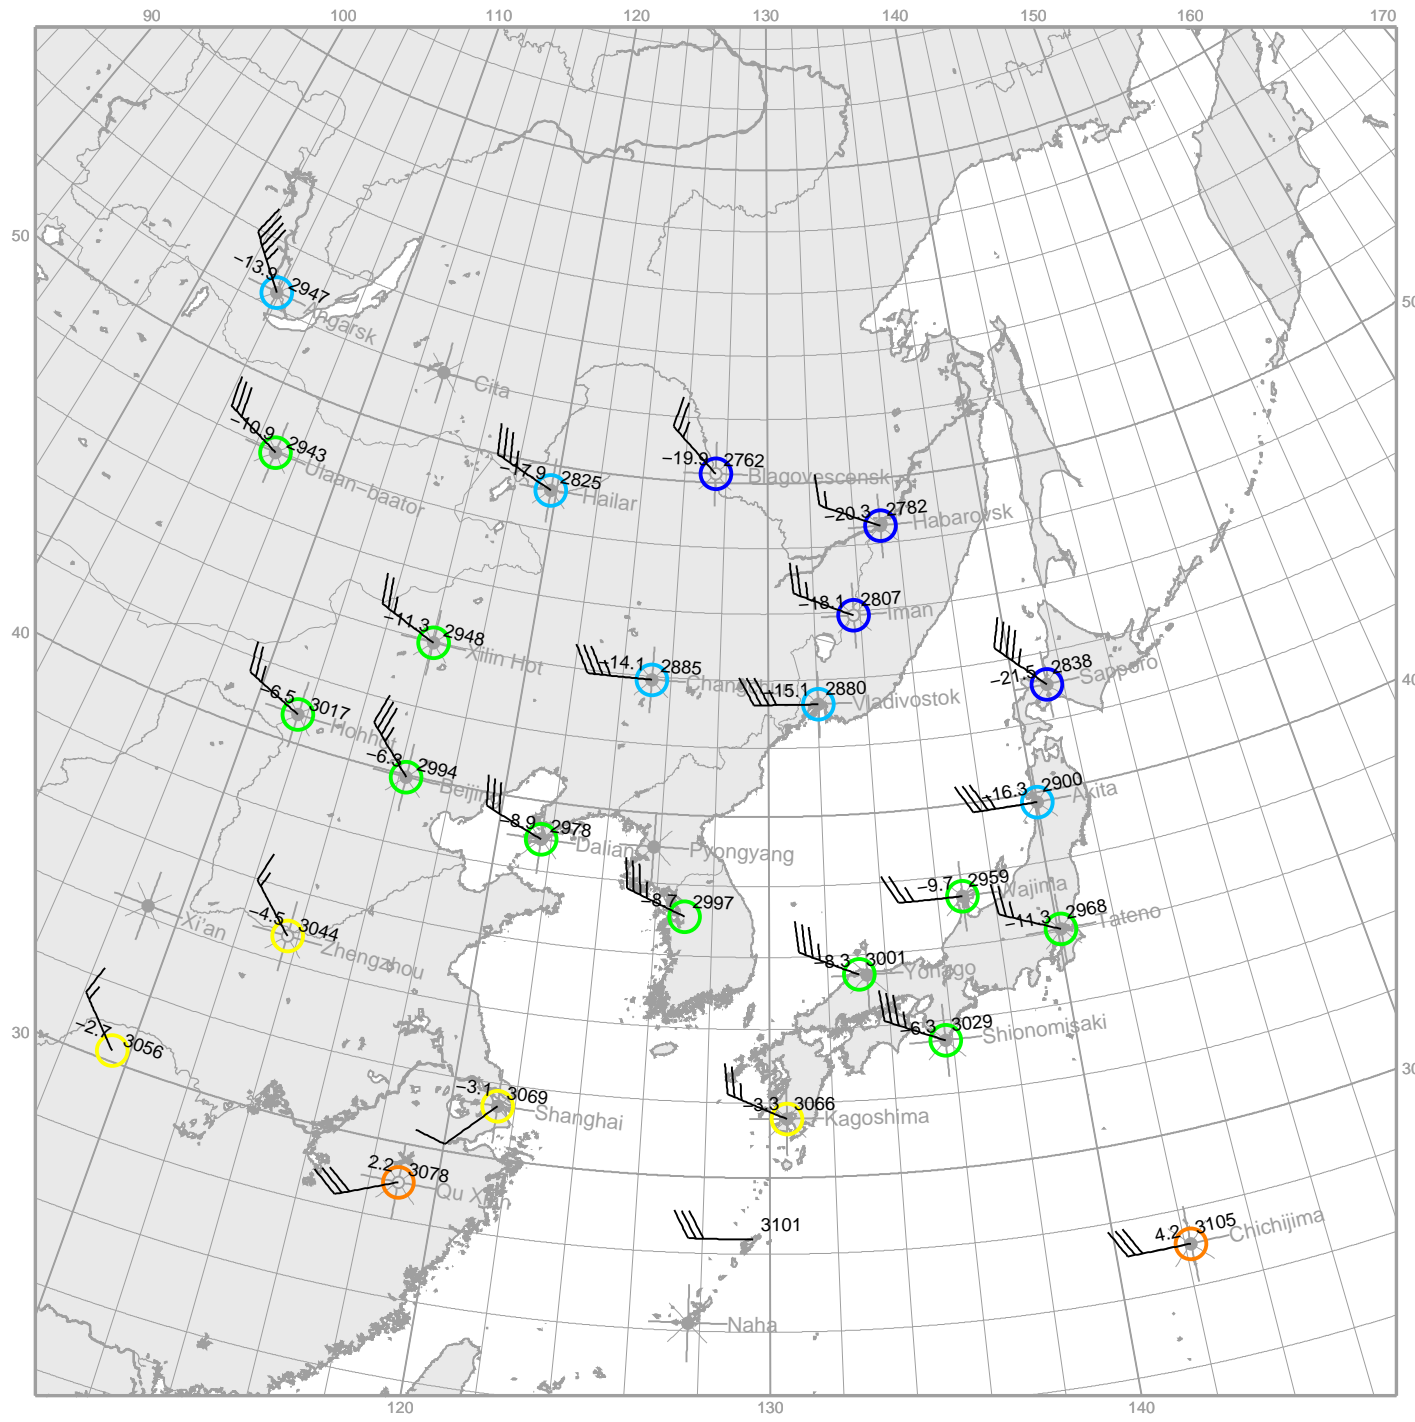 90 100 110 120 130 140 150 160 170
50
−13.9 2947
Angarsk
50
Cita
−10.9 2943
Ulaan−baator
−17.9 2825
Hailar
−19.9 2762
Blagovescensk
−20.3 2782
Habarovsk
−18.1 2807
Iman
40
−11.3 2948
Xilin Hot
−14.1 2885
−21.5 2838
Sapporo
40
−15.1 2880
Vladivostok
−6.5 3017
Hohhot
−6.3 2994
Beijing
−16.3 2900
Akita
−8.9 2978
Dalian
Pyongyang
−8.7 2997
−9.7 2959
Wajima
−11.3 2968
Tateno
Xi'an
−4.5 3044
Zhengzhou
−8.3 3001
Yonago
30
−2.7 3056
−6.3 3029
Shionomisaki
30
−3.1 3069
Shanghai
−3.3 3066
Kagoshima
2.2 3078
Qu Xian
3101
4.2 3105
Chichijima
Naha
120 130 140